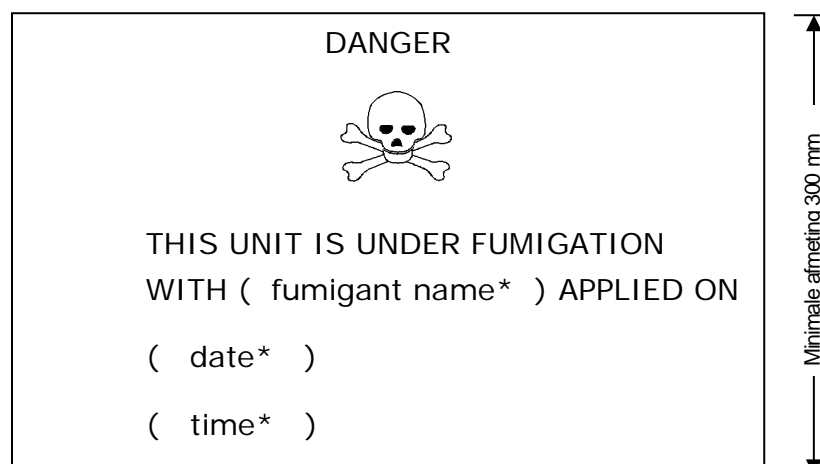 DANGER
THIS UNIT IS UNDER FUMIGATION
WITH ( fumigant name* ) APPLIED ON
( date* )
( time* )
Minimale afmeting 300 mm